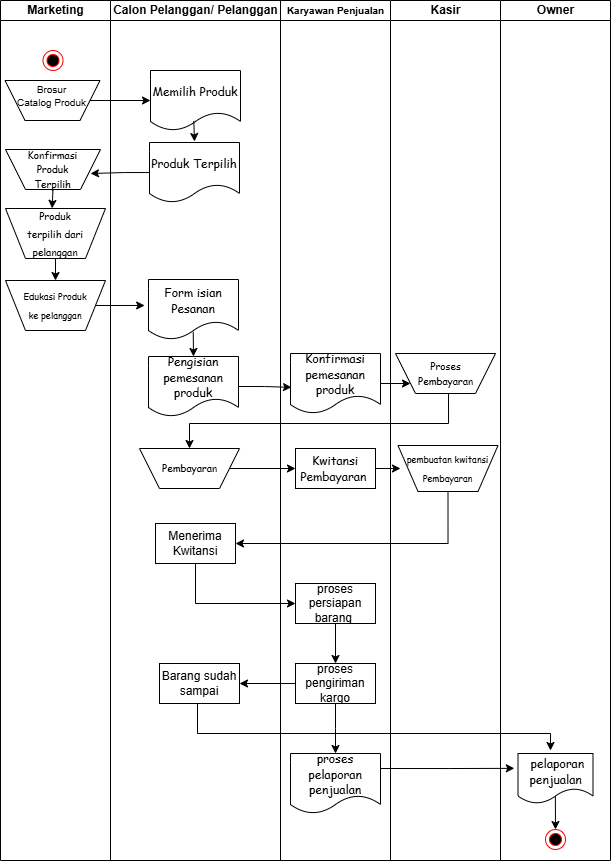 Marketing
Calon Pelanggan/ Pelanggan
Karyawan Penjualan
Kasir
Owner
Brosur
Catalog Produk
Memilih Produk
Konfirmasi
Produk
Terpilih
Produk Terpilih
Produk
terpilih dari
pelanggan
Edukasi Produk
ke pelanggan
Form isian
Pesanan
Pengisian
pemesanan
produk
Konfirmasi
pemesanan
produk
Proses
Pembayaran
Pembayaran
Kwitansi
Pembayaran
pembuatan kwitansi
Pembayaran
Menerima
Kwitansi
proses
persiapan
barang
Barang sudah
sampai
proses
pengiriman
kargo
proses
pelaporan
penjualan
pelaporan
penjualan